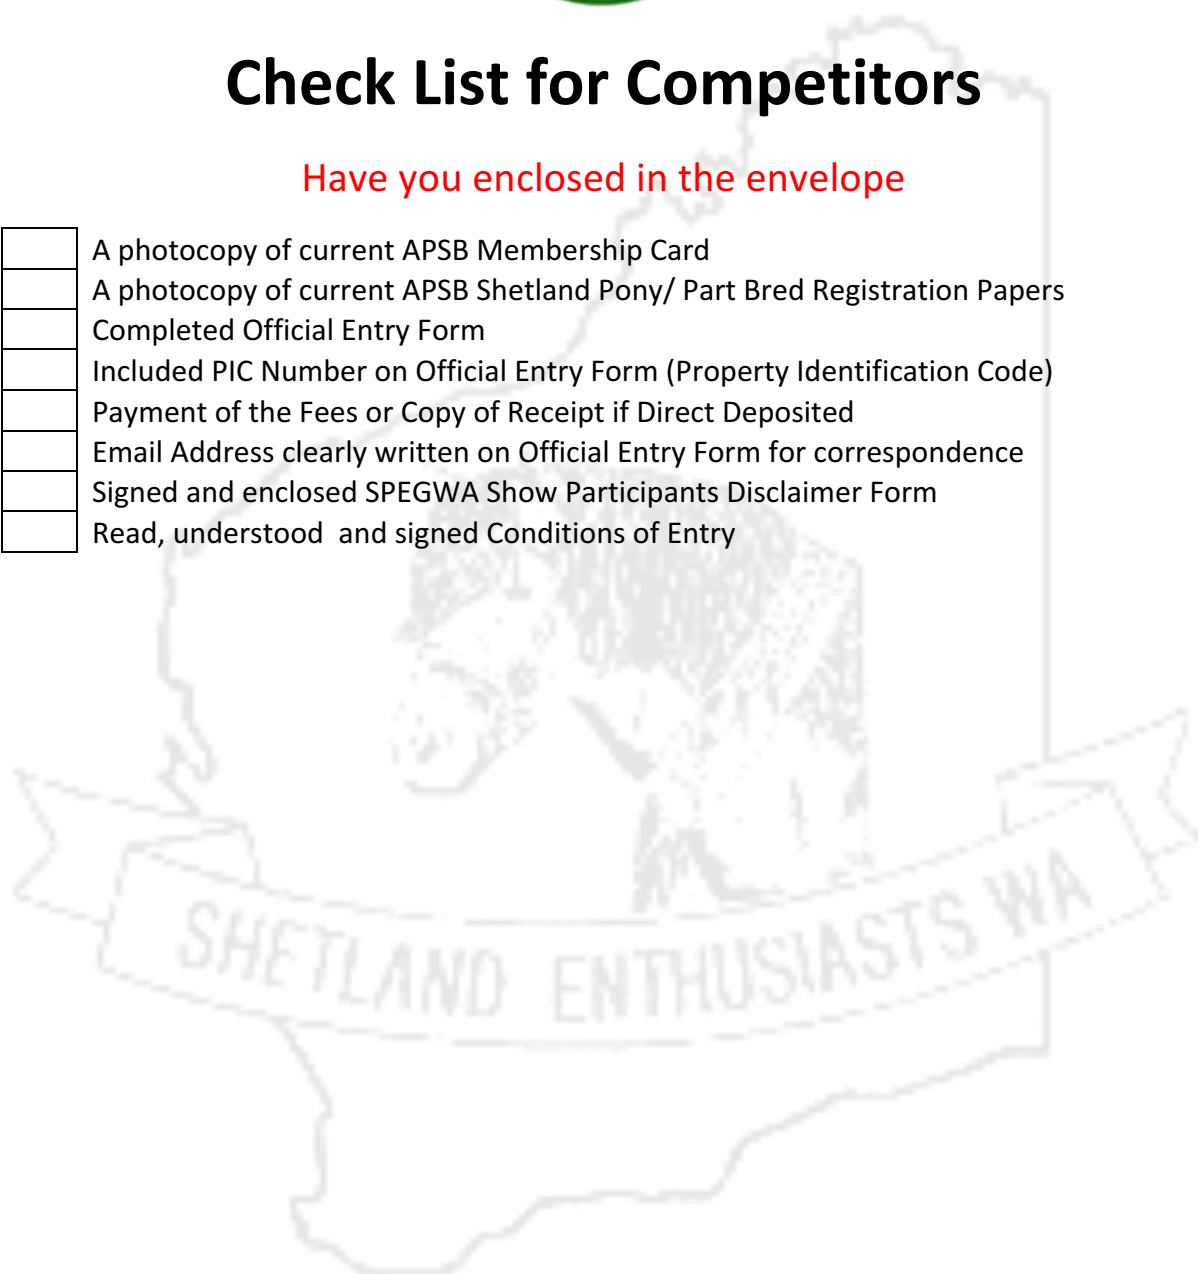 Check List for Competitors
Have you enclosed in the envelope
A photocopy of current APSB Membership Card
A photocopy of current APSB Shetland Pony/ Part Bred Registration Papers
Completed Official Entry Form
Included PIC Number on Official Entry Form (Property Identification Code)
Payment of the Fees or Copy of Receipt if Direct Deposited
Email Address clearly written on Official Entry Form for correspondence
Signed and enclosed SPEGWA Show Participants Disclaimer Form
Read, understood  and signed Conditions of Entry
SHETLAND ENTHUSIASTS WA